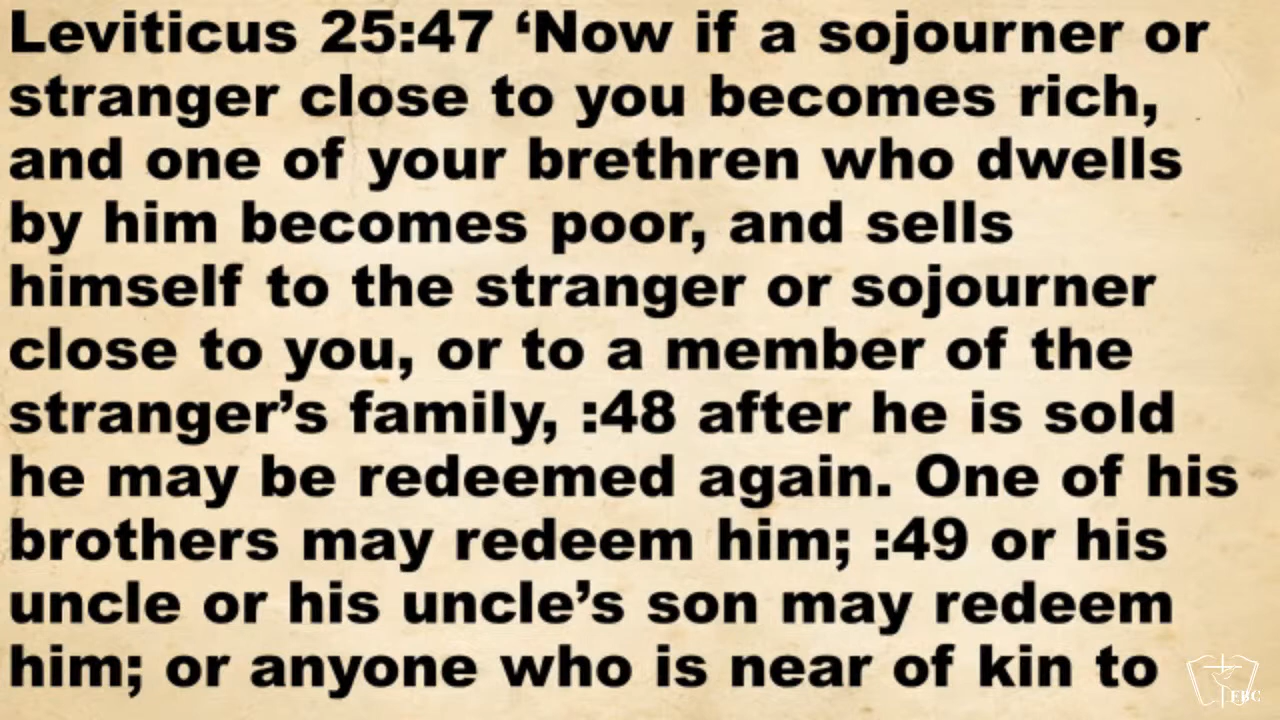 Leviticus 25:47 ‘Now if a sojourner or
stranger close to you becomes rich,
and one of your brethren who dwells
by him becomes poor, and sells
himself to the stranger or sojourner
close to you, or to a member of the
stranger’s family, :48 after he is sold
he may be redeemed again. One of his
brothers may redeem him; :49 or his
uncle or his uncle’s son may redeem
him; or anyone who is near of kin to